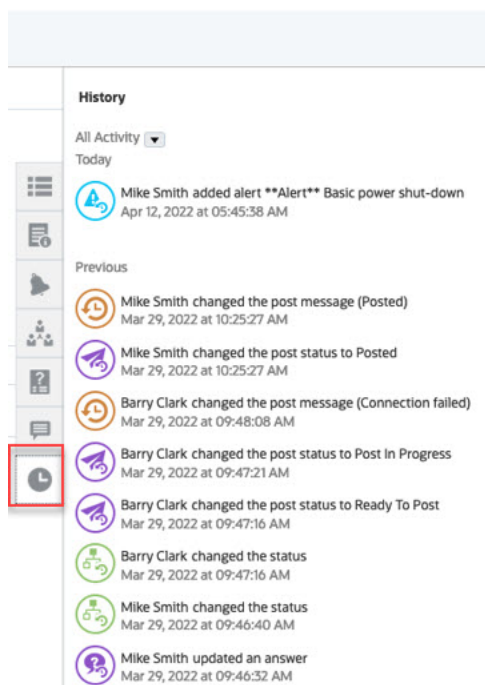 History
All Activity
Today
Mike Smith added alert **Alert** Basic power shut-down
Apr 12, 2022 at 05:45:38 AM
Previous
Mike Smith changed the post message (Posted)
Mar 29, 2022 at 10:25:27 AM
Mike Smith changed the post status to Posted
Mar 29, 2022 at 10:25:27 AM
Barry Clark changed the post message (Connection failed)
Mar 29, 2022 at 09:48:08 AM
Barry Clark changed the post status to Post In Progress
Mar 29, 2022 at 09:47:21 AM
Barry Clark changed the post status to Ready To Post
Mar 29, 2022 at 09:47:16 AM
Barry Clark changed the status
Mar 29, 2022 at 09:47:16 AM
Mike Smith changed the status
Mar 29, 2022 at 09:46:40 AM
Mike Smith updated an answer
Mar 29, 2022 at 09:46:32 AM